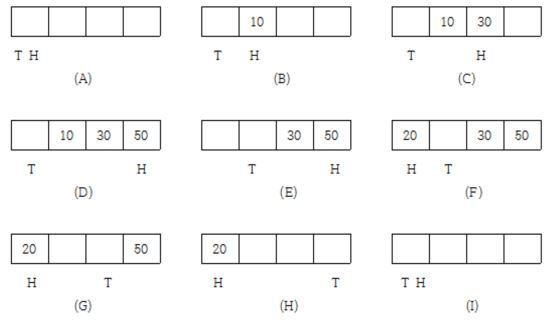 10 10 30
T H T H T H
(A) (B) (C)
10 30 50 30 50 20 30 50
T H T H H T
(D) (E) (F)
20 50 20
H T H T T H
(G) (H) (I)